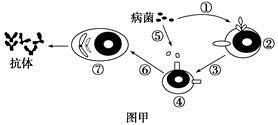 病菌 ①
⑤ ②
抗体 ⑦ ⑥ ④ ③
图甲